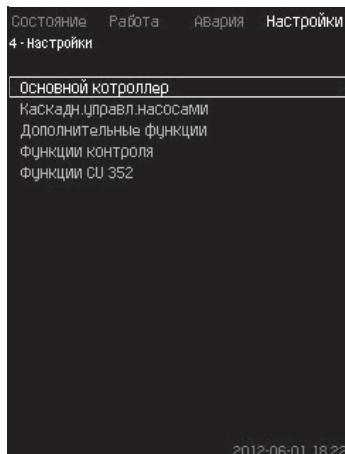 Состояние Работа Авария Настройки
4 - Настройки
Основной котроллер
Каскадн.управл.насосами
Дополнительные функции
Функции контроля
Функции CU 352
2012-06-01 18:22